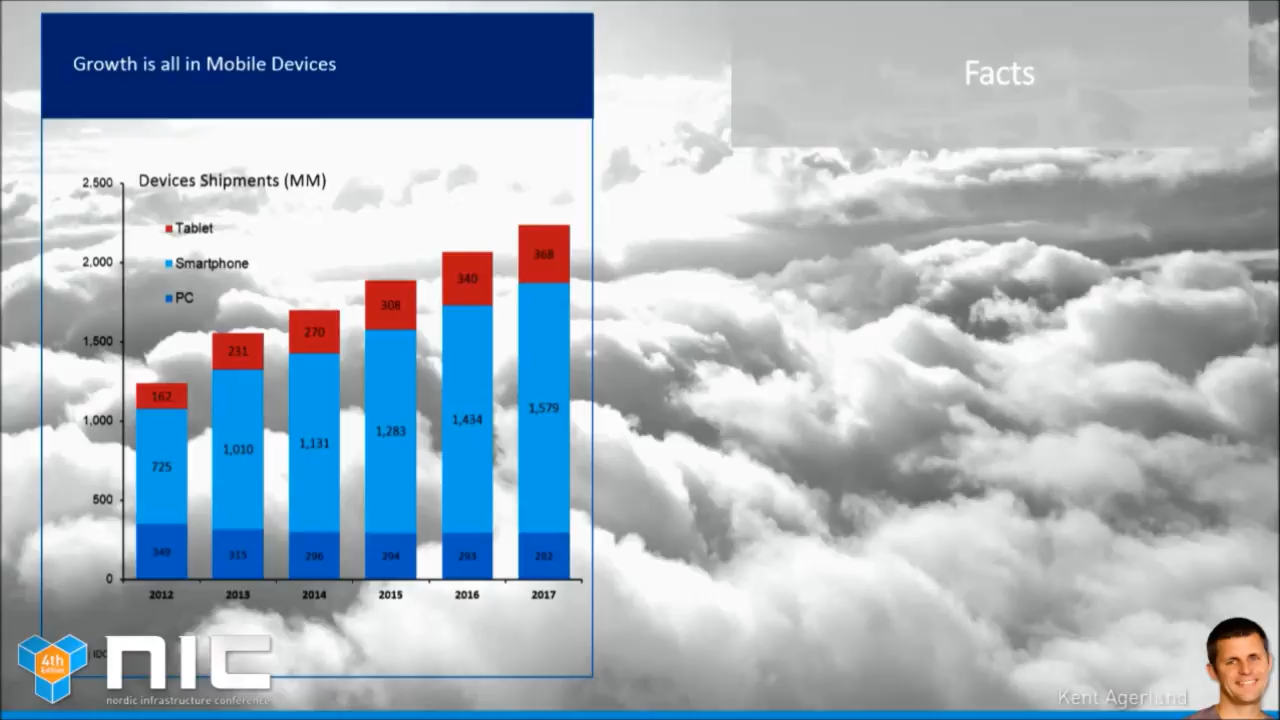 Growth is all in Mobile Devices
Facts
Devices Shipments (MM)
2,500
2,000
1,500
1,000
500
0
Tablet
Smartphone
PC
162
725
349
231
1,010
315
270
1,131
296
308
1,283
294
340
1,434
293
368
1,579
2012
2013
2014
2015
2016
2017
4th
Edition
NIC
nordic infrastructure conference
Kent Agerlund